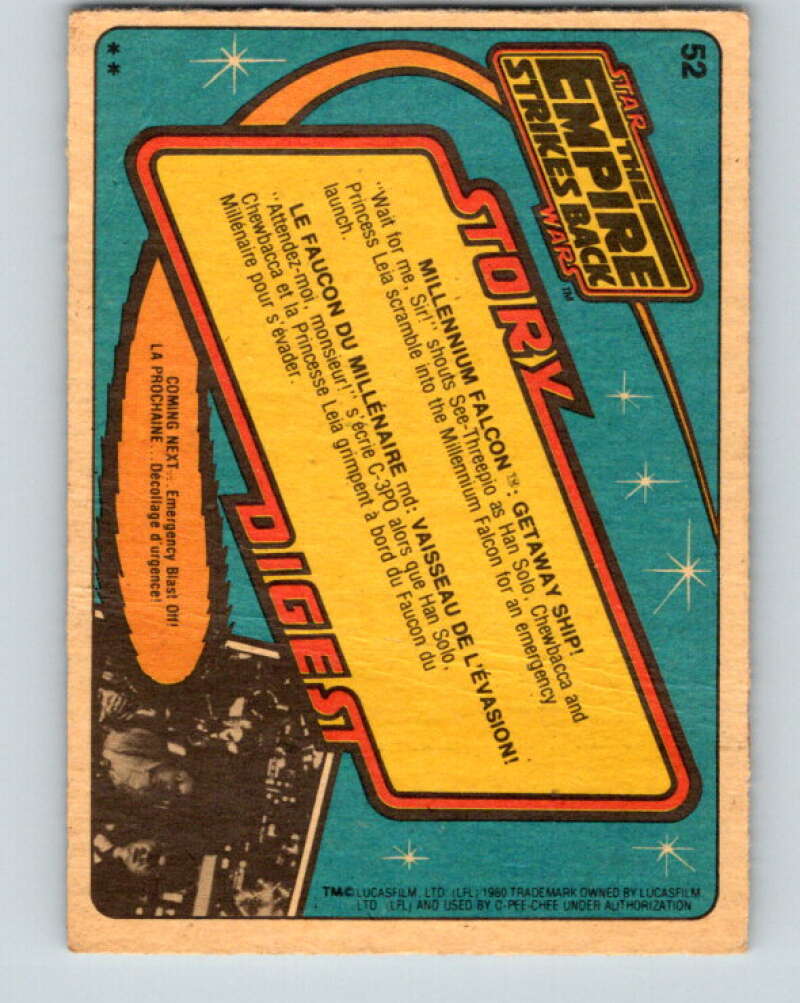 52
STAR
THE
EMPIRE
STRIKES BACK
WARS™
STORY
MILLENNIUM FALCON™: GETAWAY SHIP!
"Wait for me, Sir!" shouts See-Threepio as Han Solo, Chewbacca and
Princess Leia scramble into the Millennium Falcon for an emergency
launch.
LE FAUCON DU MILLÉNAIRE md: VAISSEAU DE L'ÉVASION!
"Attendez-moi, monsieur!" s'écrie C-3PO alors que Han Solo,
Chewbacca et la Princesse Leia grimpent à bord du Faucon du
Millénaire pour s'évader.
DIGEST
COMING NEXT... Emergency Blast Off!
LA PROCHAINE... Décollage d'urgence!
**
TM© LUCASFILM, LTD. (LFL) 1980 TRADEMARK OWNED BY LUCASFILM
LTD. (LFL) AND USED BY O-PEE-CHEE UNDER AUTHORIZATION